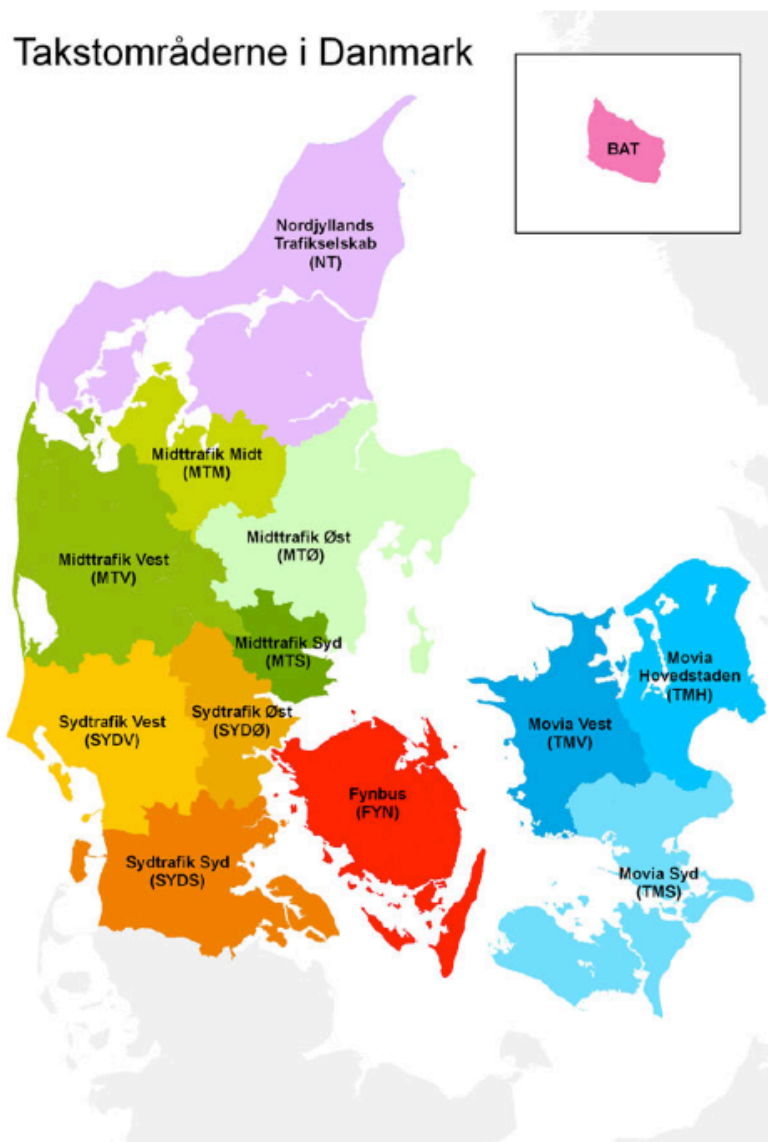 Takstområderne i Danmark
BAT
Nordjyllands
Trafikselskab
(NT)
Midttrafik Midt
(MTM)
Midttrafik Øst
(MTØ)
Midttrafik Vest
(MTV)
Midttrafik Syd
(MTS)
Movia
Hovedstaden
(TMH)
Sydtrafik Vest
(SYDV)
Sydtrafik Øst
(SYDØ)
Movia Vest
(TMV)
Fynbus
(FYN)
Sydtrafik Syd
(SYDS)
Movia Syd
(TMS)